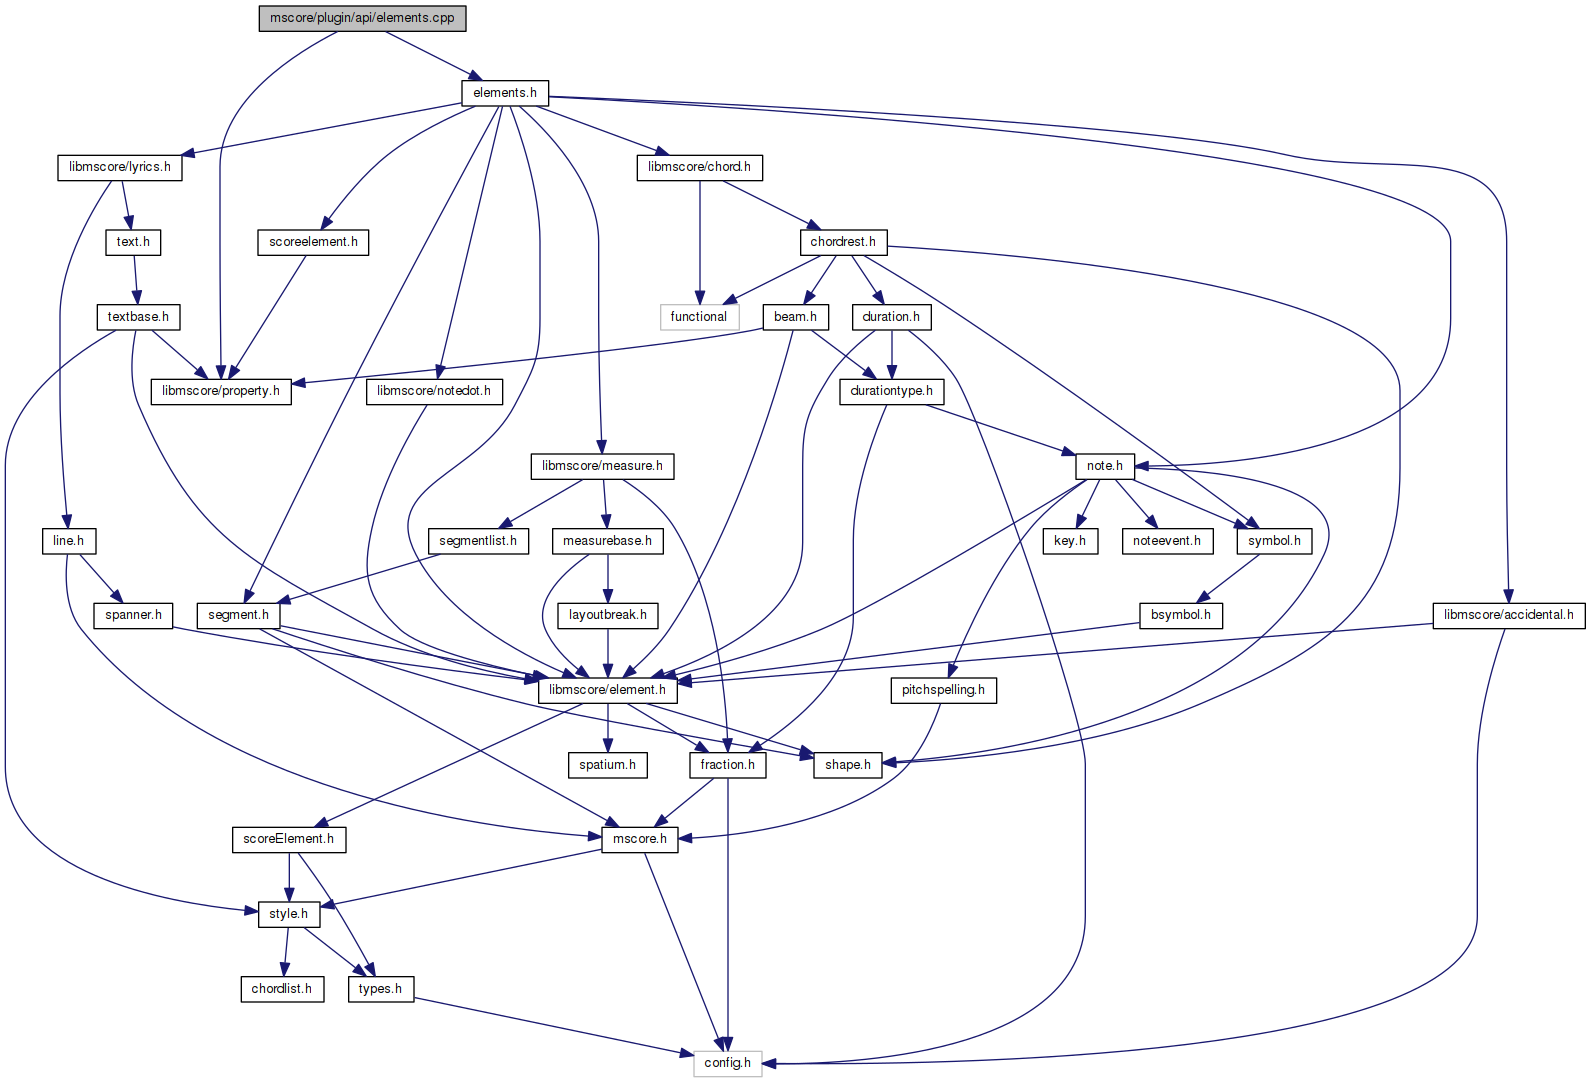 mscore/plugin/api/elements.cpp
elements.h
libmscore/lyrics.h
libmscore/chord.h
text.h
scoreelement.h
chordrest.h
textbase.h
functional
beam.h
duration.h
libmscore/property.h
libmscore/notedot.h
durationtype.h
libmscore/measure.h
note.h
line.h
segmentlist.h
measurebase.h
key.h
noteevent.h
symbol.h
spanner.h
segment.h
layoutbreak.h
bsymbol.h
libmscore/accidental.h
libmscore/element.h
pitchspelling.h
spatium.h
fraction.h
shape.h
scoreElement.h
mscore.h
style.h
chordlist.h
types.h
config.h